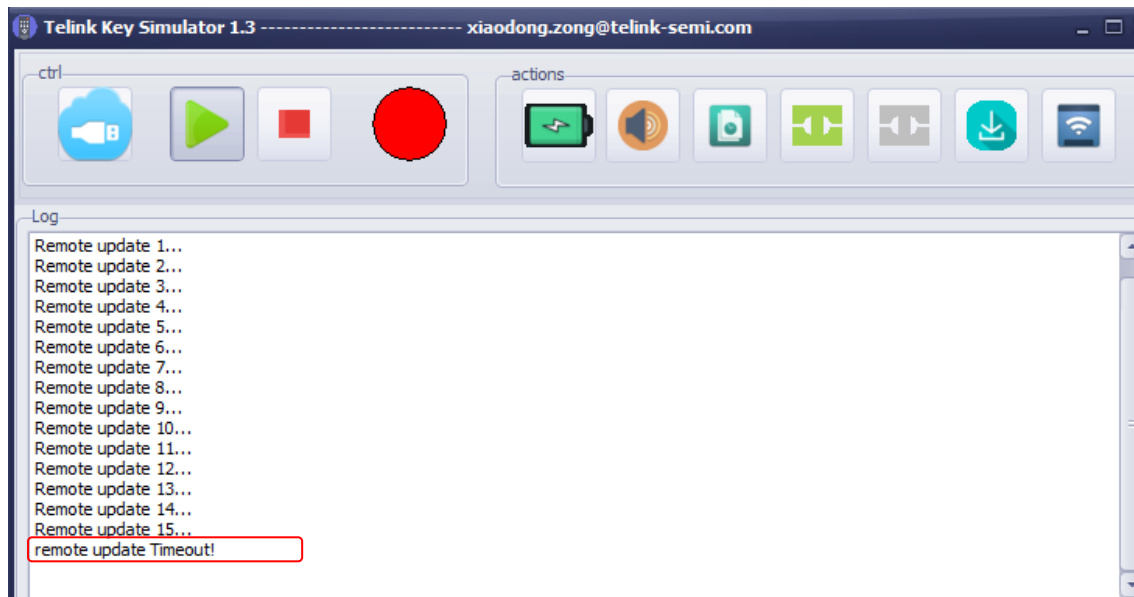 Telink Key Simulator 1.3 -------------------------- xiaodong.zong@telink-semi.com
ctrl
actions
Log
Remote update 1...
Remote update 2...
Remote update 3...
Remote update 4...
Remote update 5...
Remote update 6...
Remote update 7...
Remote update 8...
Remote update 9...
Remote update 10...
Remote update 11...
Remote update 12...
Remote update 13...
Remote update 14...
Remote update 15...
remote update Timeout!